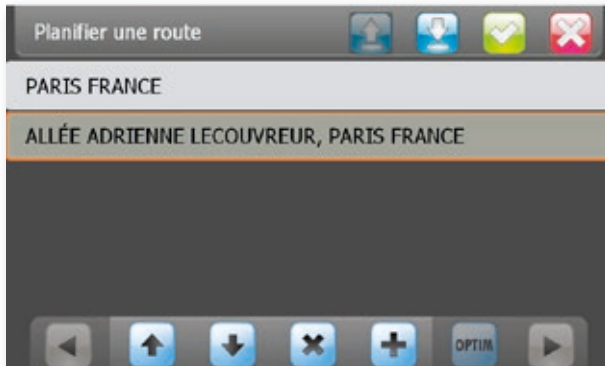 Planifier une route
PARIS FRANCE
ALLÉE ADRIENNE LECOUVREUR, PARIS FRANCE
OPTIM